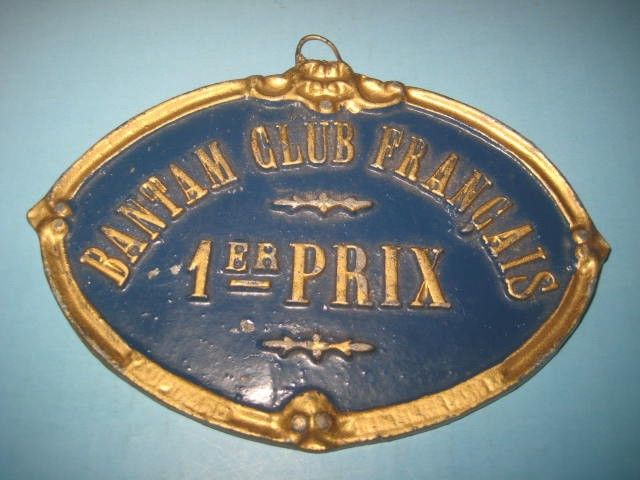 BANTAM CLUB FRANÇAIS
1ER PRIX